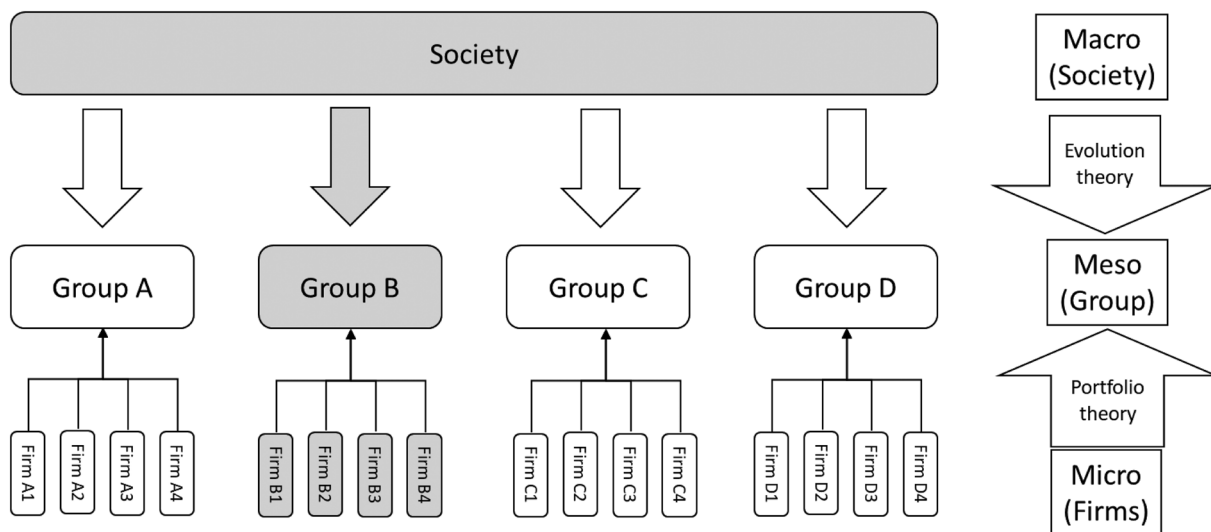 Society
Macro
(Society)
Evolution
theory
Group A
Group B
Group C
Group D
Meso
(Group)
Portfolio
theory
Firm A1
Firm A2
Firm A3
Firm A4
Firm B1
Firm B2
Firm B3
Firm B4
Firm C1
Firm C2
Firm C3
Firm C4
Firm D1
Firm D2
Firm D3
Firm D4
Micro
(Firms)